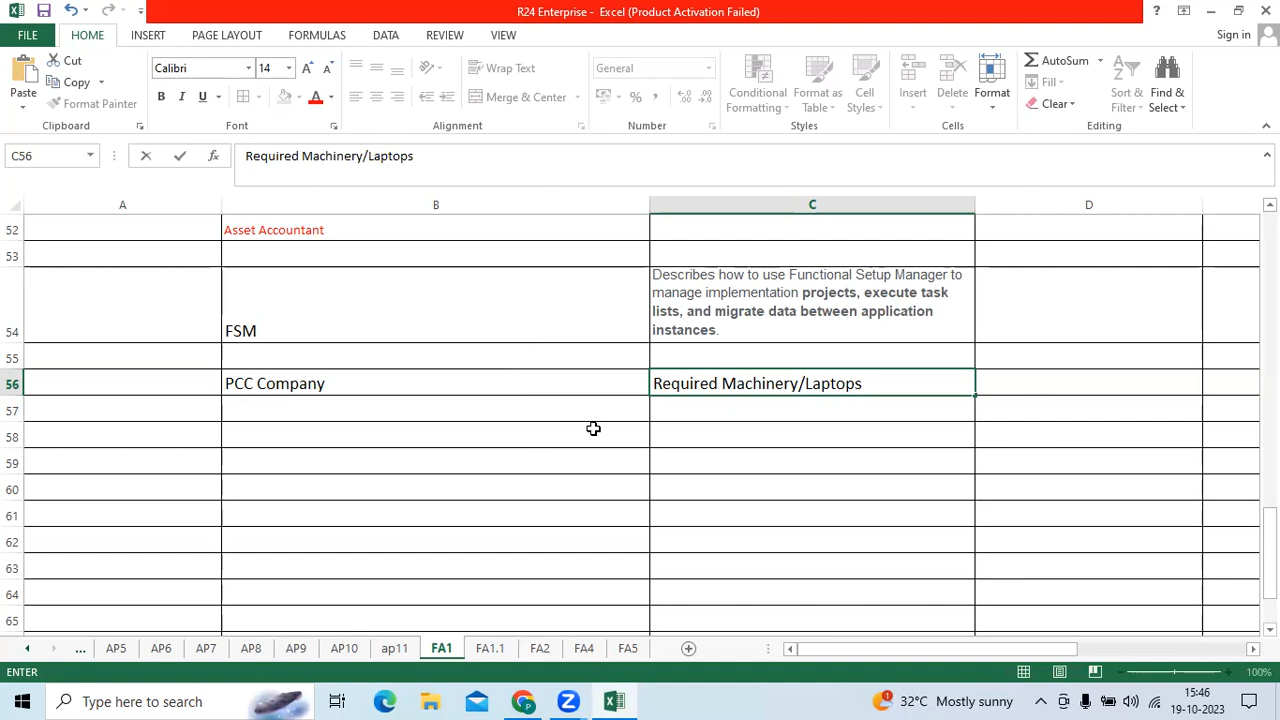 R24 Enterprise - Excel (Product Activation Failed)
FILE HOME INSERT PAGE LAYOUT FORMULAS DATA REVIEW VIEW Sign in
Paste
Cut
Copy
Format Painter
Clipboard
Calibri 14
B I U
Font
Wrap Text
Merge & Center
Alignment
General
Number
Conditional Formatting
Format as Table
Cell Styles
Styles
Insert Delete Format
Cells
AutoSum
Fill
Clear
Sort & Filter
Find & Select
Editing
C56 Required Machinery/Laptops
A B C D
52 Asset Accountant
53
54 FSM
Describes how to use Functional Setup Manager to
manage implementation projects, execute task
lists, and migrate data between application
instances.
55
56 PCC Company Required Machinery/Laptops
57
58
59
60
61
62
63
64
65
... AP5 AP6 AP7 AP8 AP9 AP10 ap11 FA1 FA1.1 FA2 FA4 FA5
ENTER 100%
Type here to search 32°C Mostly sunny 15:46
19-10-2023